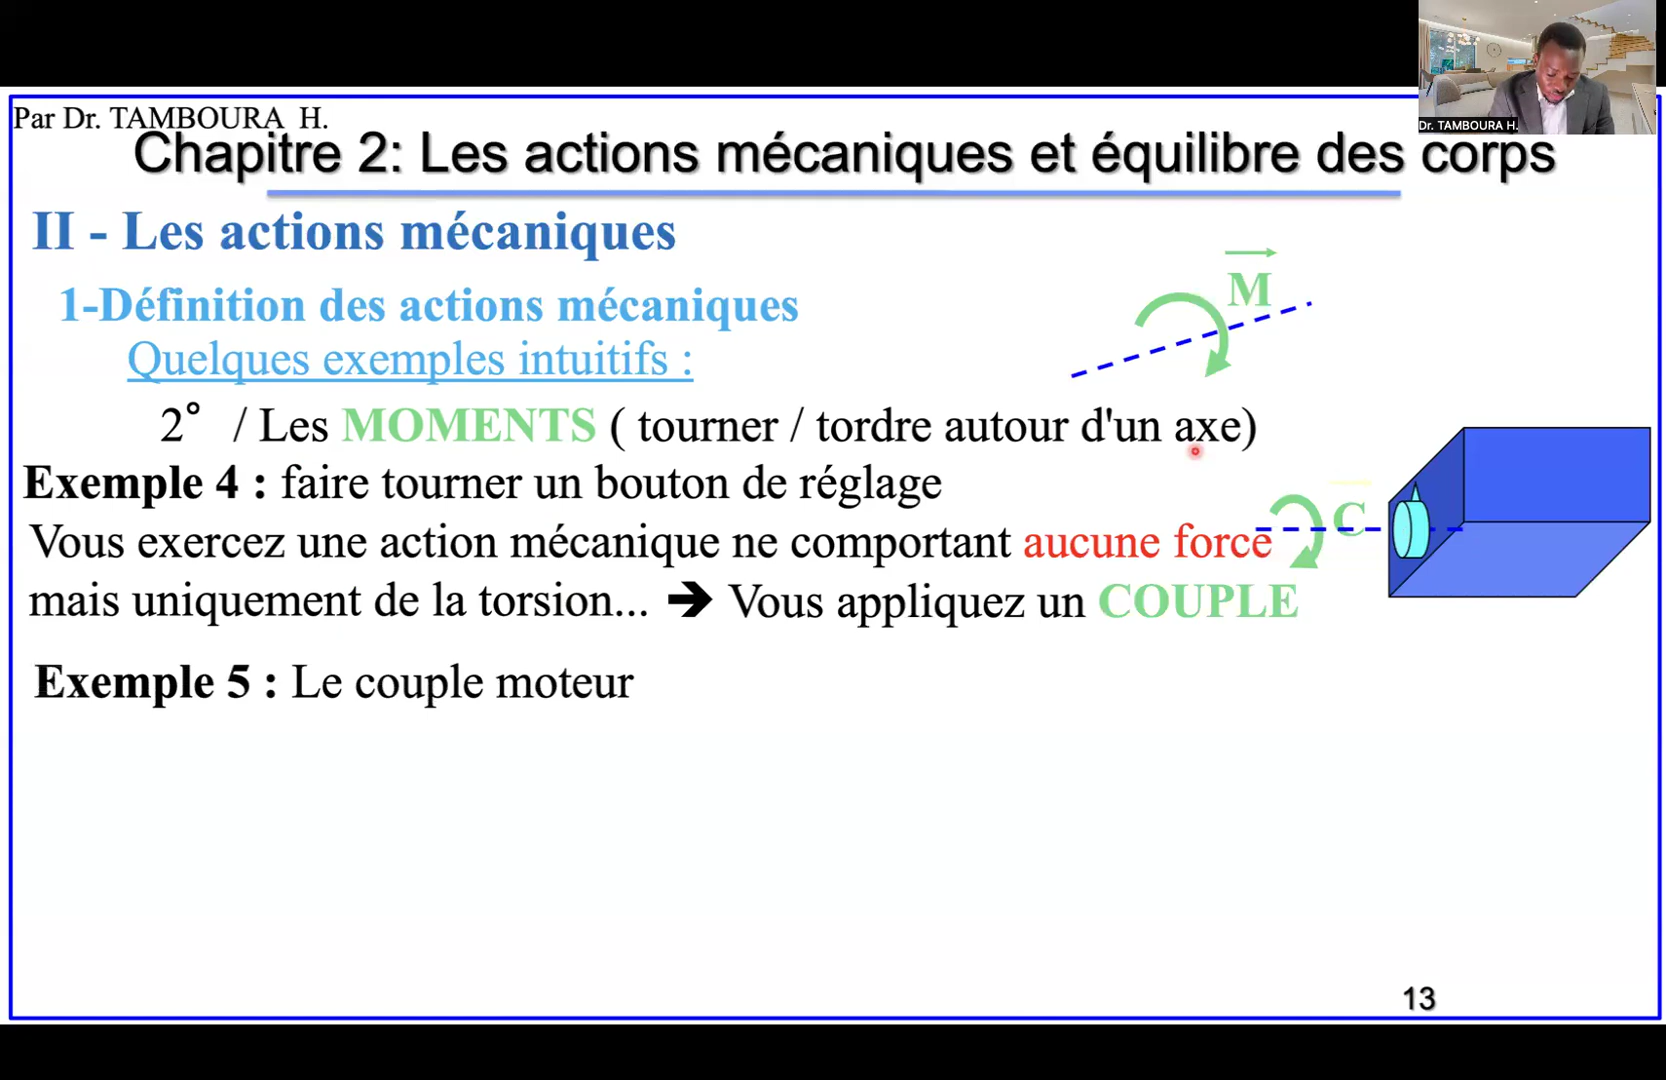 Par Dr. TAMBOURA H.
Dr. TAMBOURA H.
Chapitre 2: Les actions mécaniques et équilibre des corps
II - Les actions mécaniques
M
1-Définition des actions mécaniques
Quelques exemples intuitifs :
2° / Les MOMENTS ( tourner / tordre autour d'un axe)
Exemple 4 : faire tourner un bouton de réglage
C
Vous exercez une action mécanique ne comportant aucune force
mais uniquement de la torsion... ➔ Vous appliquez un COUPLE
Exemple 5 : Le couple moteur
13